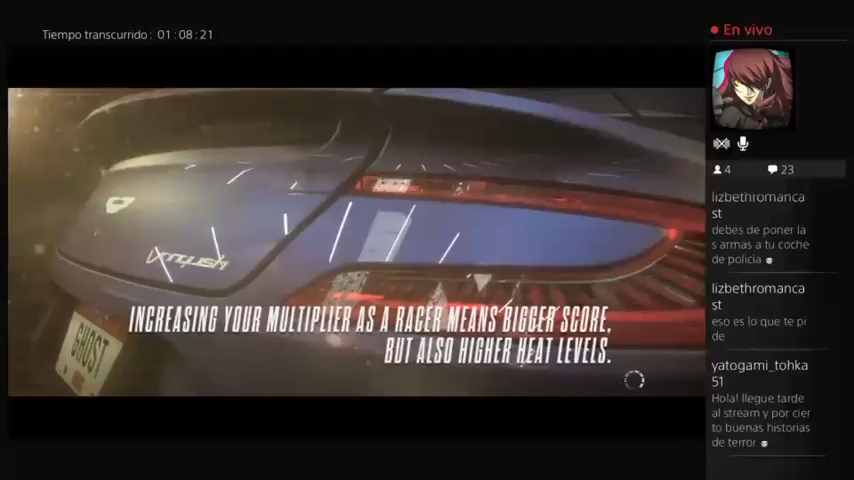 Tiempo transcurrido: 01:08:21
En vivo
4
23
Vanquish
GHOST
INCREASING YOUR MULTIPLIER AS A RACER MEANS BIGGER SCORE,
BUT ALSO HIGHER HEAT LEVELS.
lizbethromanca
st
debes de poner la
s armas a tu coche
de policia
lizbethromanca
st
eso es lo que te pi
de
yatogami_tohka
51
Hola! llegue tarde
al stream y por cier
to buenas historias
de terror